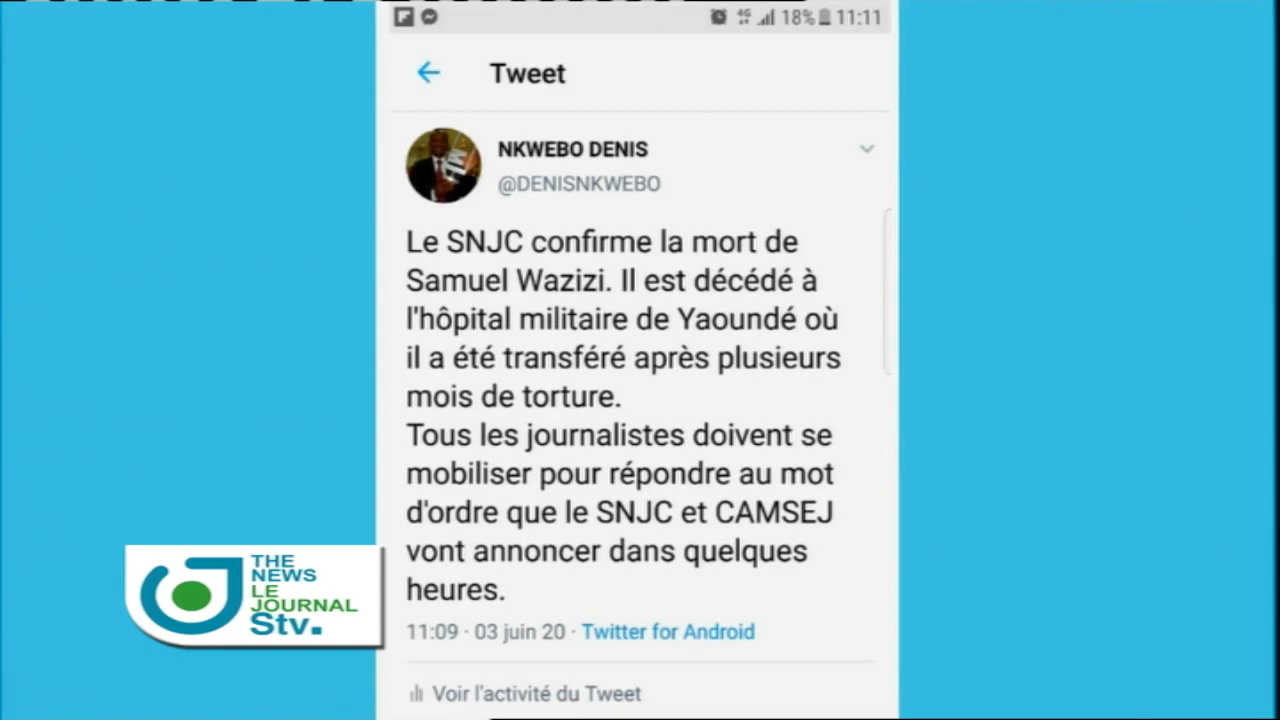 18% 11:11
Tweet
NKWEBO DENIS
@DENISNKWEBO
Le SNJC confirme la mort de
Samuel Wazizi. Il est décédé à
l'hôpital militaire de Yaoundé où
il a été transféré après plusieurs
mois de torture.
Tous les journalistes doivent se
mobiliser pour répondre au mot
d'ordre que le SNJC et CAMSEJ
vont annoncer dans quelques
heures.
11:09 · 03 juin 20 · Twitter for Android
Voir l'activité du Tweet
THE
NEWS
LE
JOURNAL
Stv.